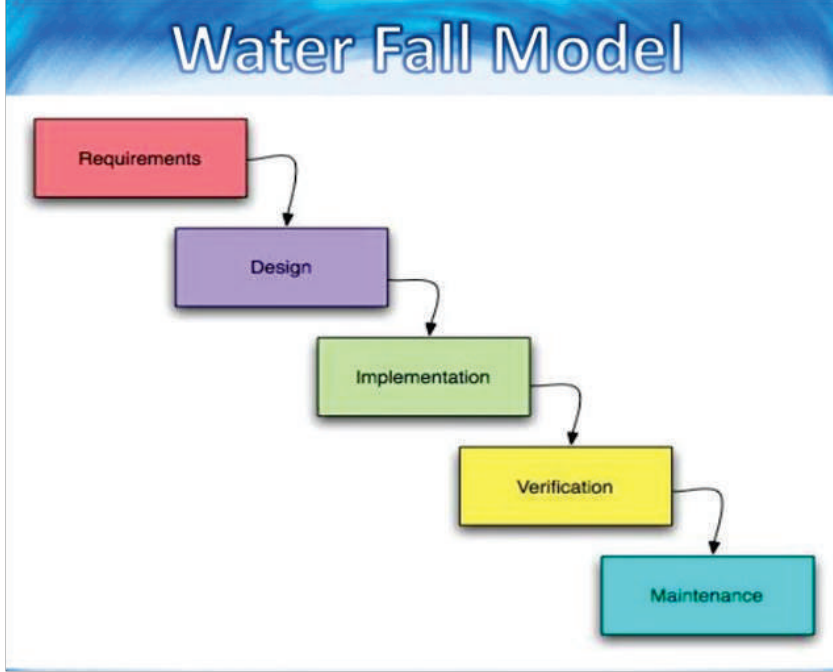 Water Fall Model
Requirements
Design
Implementation
Verification
Maintenance